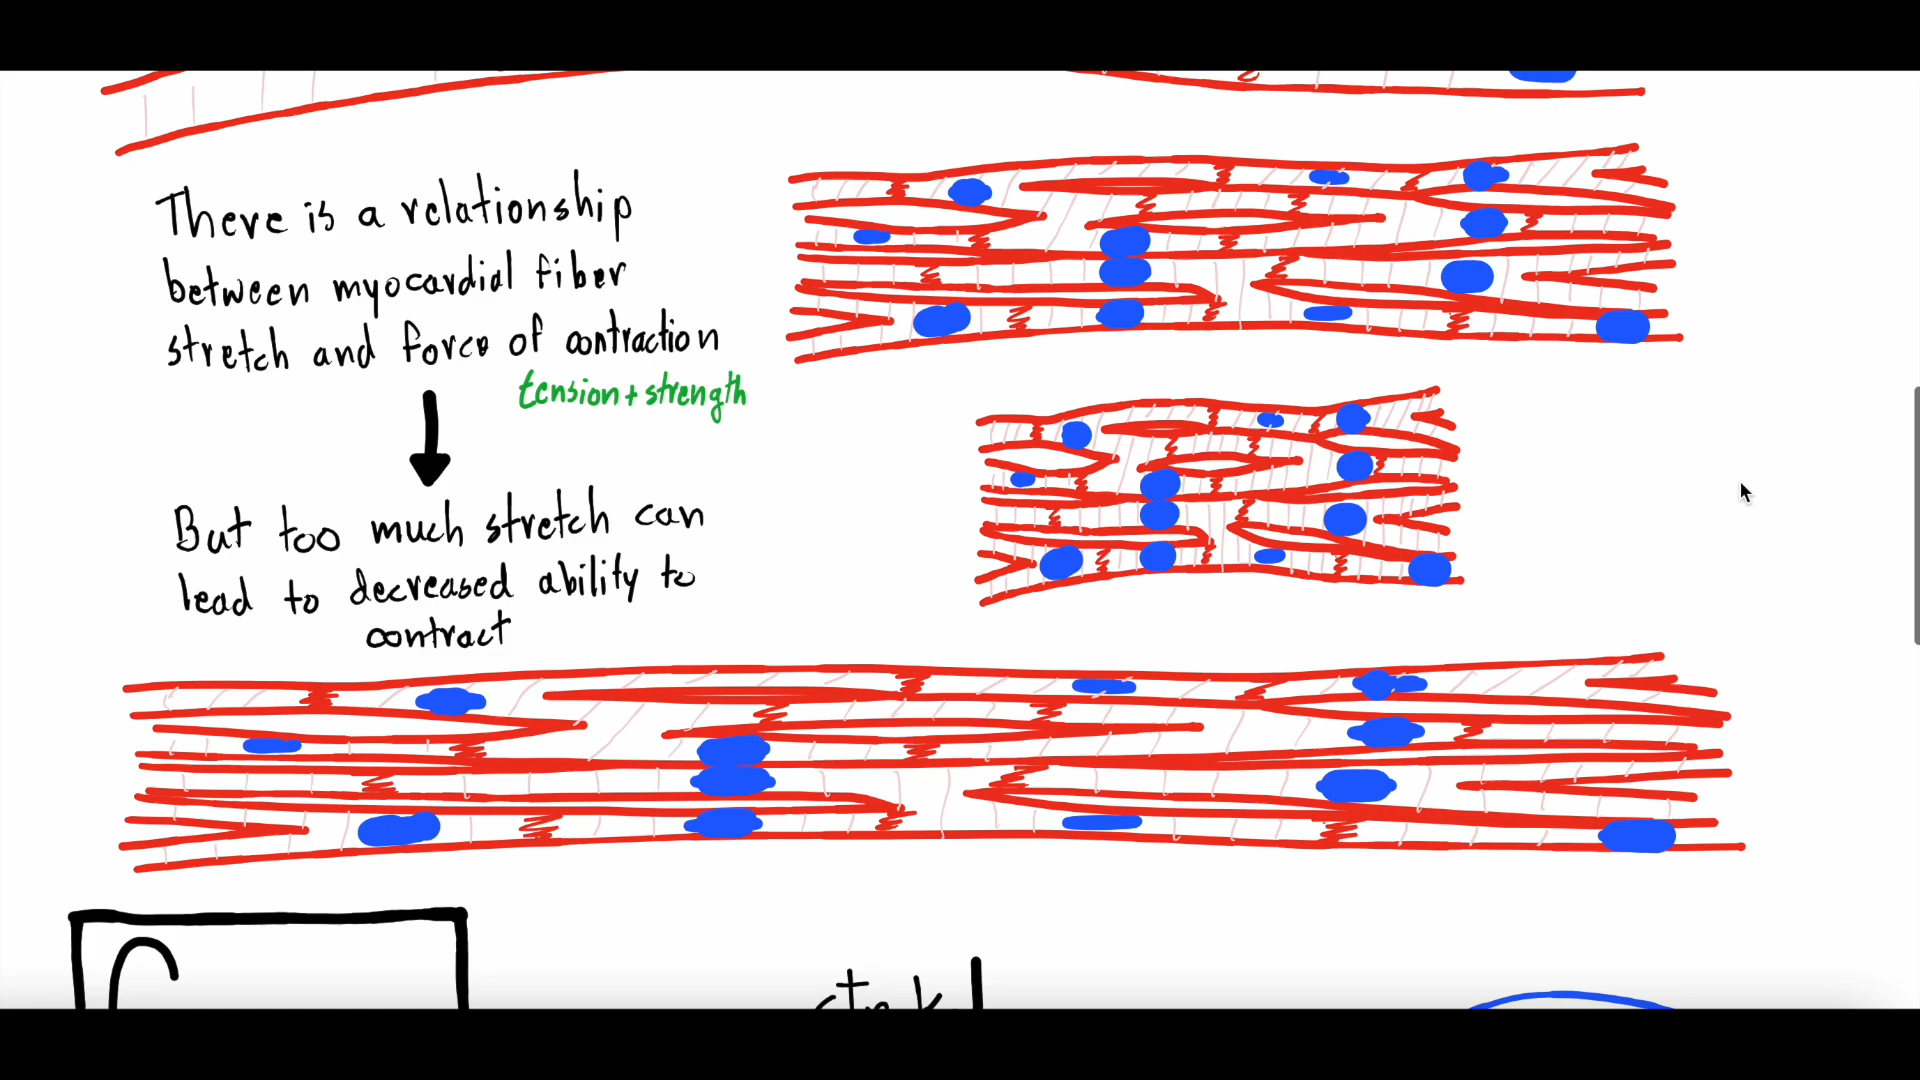 There is a relationship
between myocardial fiber
stretch and force of contraction
tension + strength
But too much stretch can
lead to decreased ability to
contract